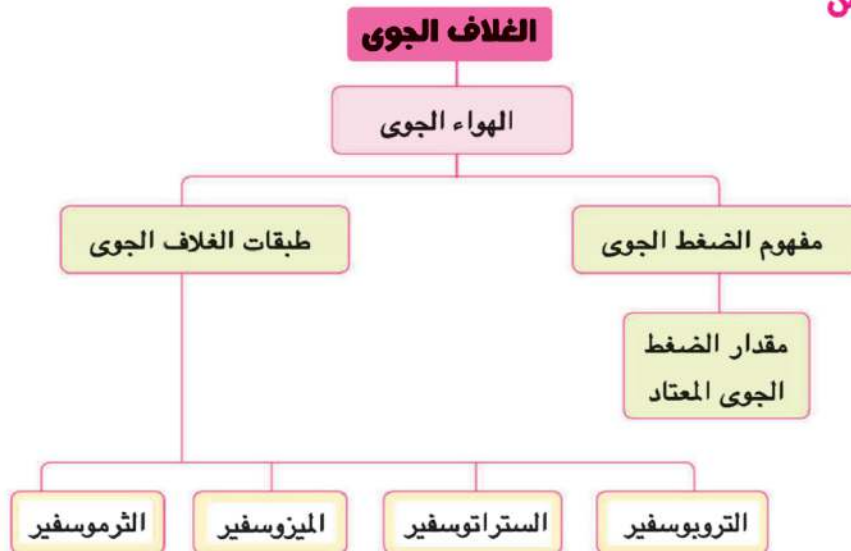 الغلاف الجوى
الهواء الجوى
مفهوم الضغط الجوى
طبقات الغلاف الجوى
مقدار الضغط
الجوى المعتاد
التروبوسفير
الستراتوسفير
الميزوسفير
الثرموسفير